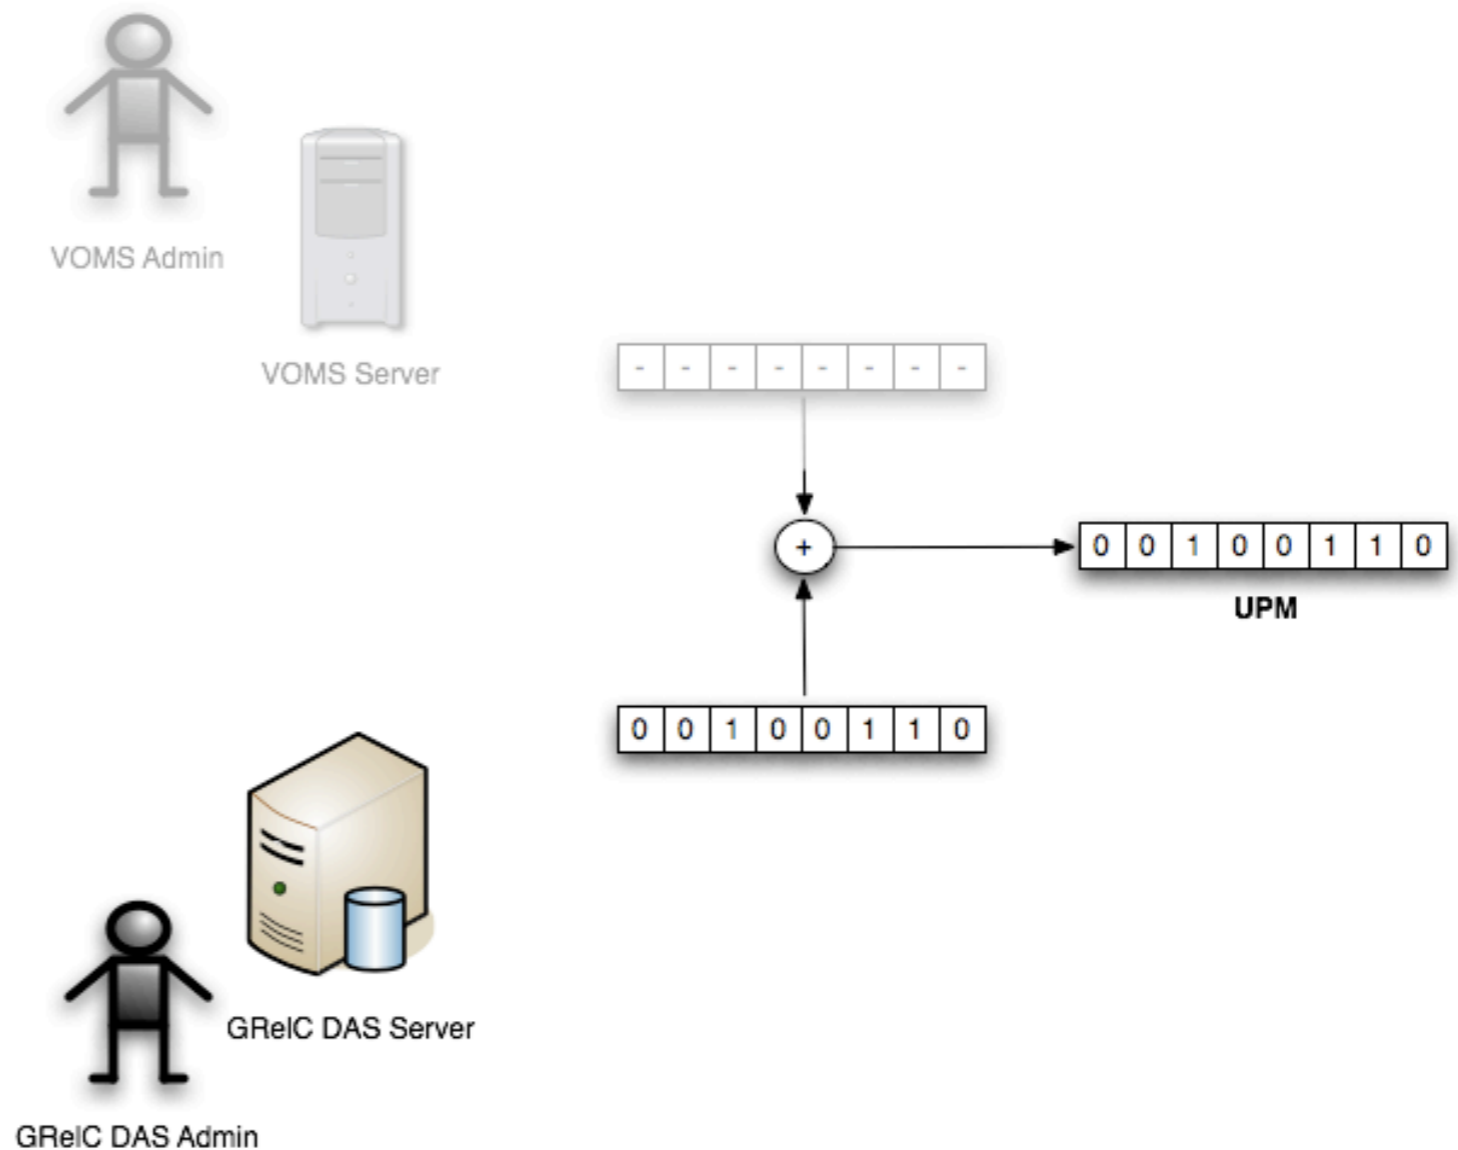 VOMS Admin
VOMS Server
- - - - - - - -
+
0 0 1 0 0 1 1 0
UPM
0 0 1 0 0 1 1 0
GRelC DAS Server
GRelC DAS Admin